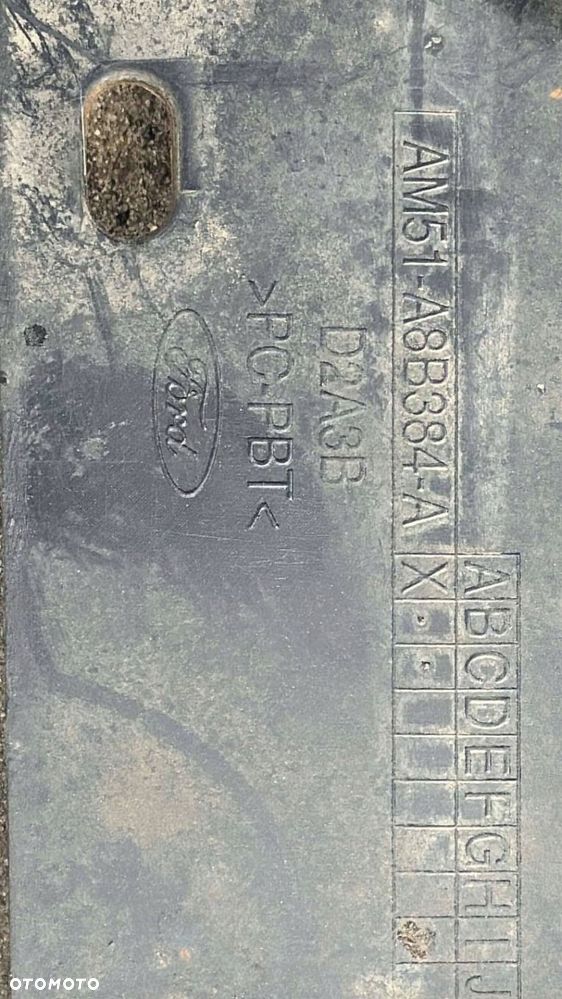 ABCDEFGHIJ
AM51-A8B384-A X
D2A3B
>PC-PBT<
Ford
OTOMOTO